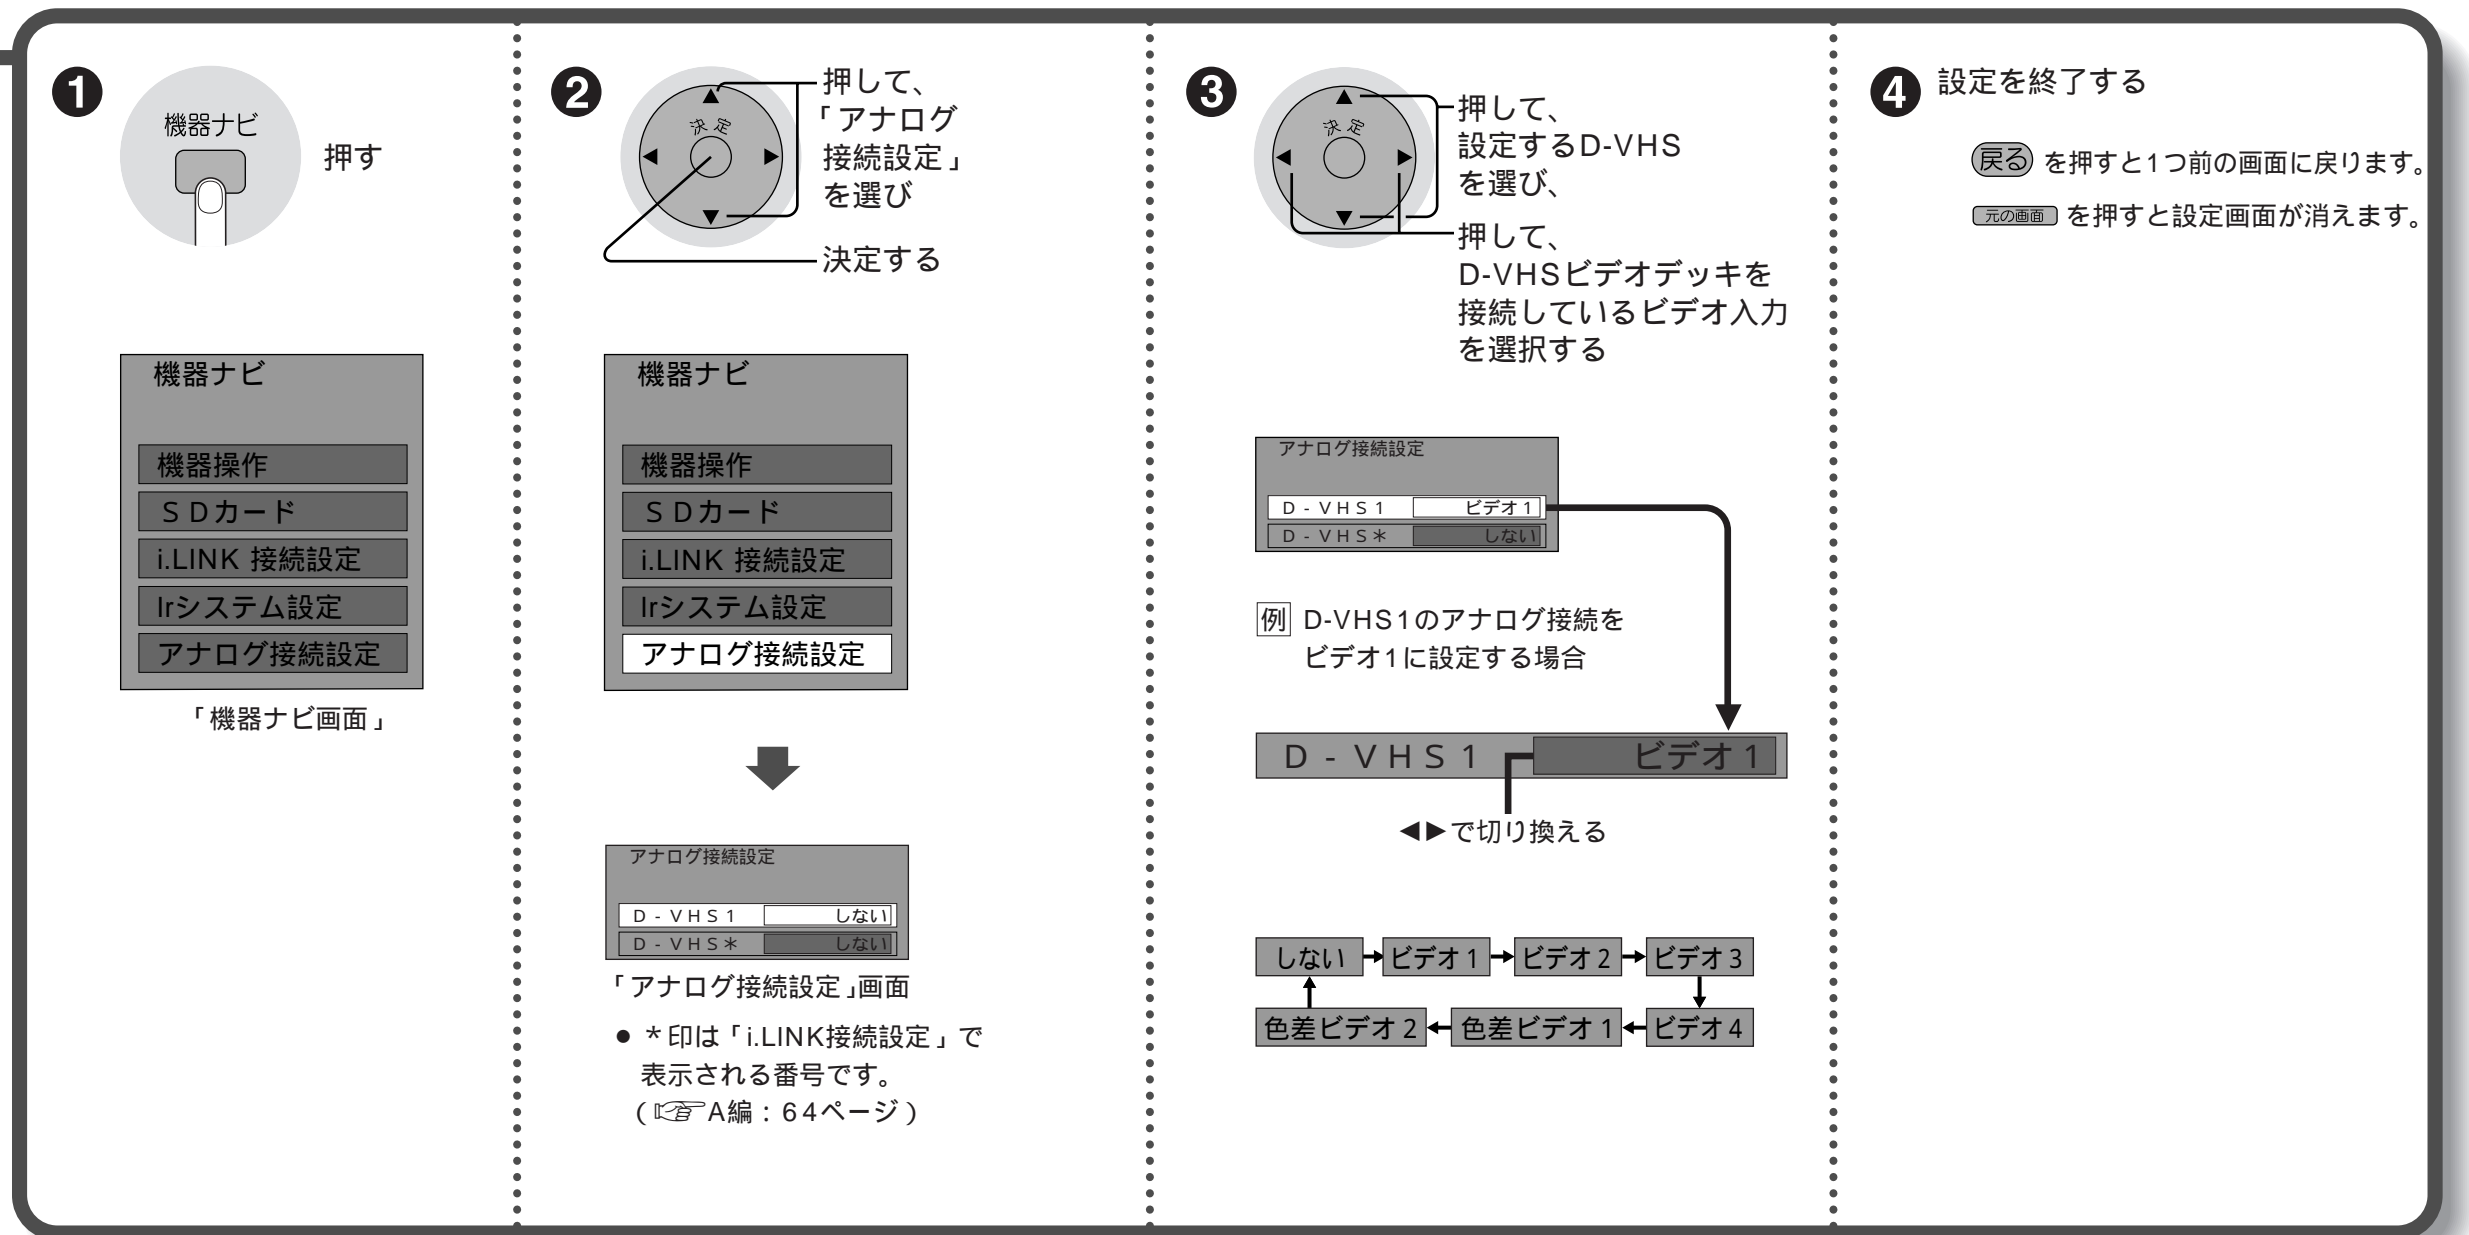 1
機器ナビ
押す
機器ナビ
機器操作
SDカード
i.LINK 接続設定
Irシステム設定
アナログ接続設定
「機器ナビ画面」
2
決定
押して、
「アナログ
接続設定」
を選び
決定する
機器ナビ
機器操作
SDカード
i.LINK 接続設定
Irシステム設定
アナログ接続設定
アナログ接続設定
D-VHS1 しない
D-VHS＊ しない
「アナログ接続設定」画面
● ＊印は「i.LINK接続設定」で
表示される番号です。
(☞A編：64ページ)
3
決定
押して、
設定するD-VHS
を選び、
押して、
D-VHSビデオデッキを
接続しているビデオ入力
を選択する
アナログ接続設定
D-VHS1 ビデオ1
D-VHS＊ しない
例 D-VHS1のアナログ接続を
ビデオ1に設定する場合
D-VHS1 ビデオ1
◀▶で切り換える
しない→ビデオ1→ビデオ2→ビデオ3
色差ビデオ2←色差ビデオ1←ビデオ4
4 設定を終了する
戻る を押すと1つ前の画面に戻ります。
元の画面 を押すと設定画面が消えます。